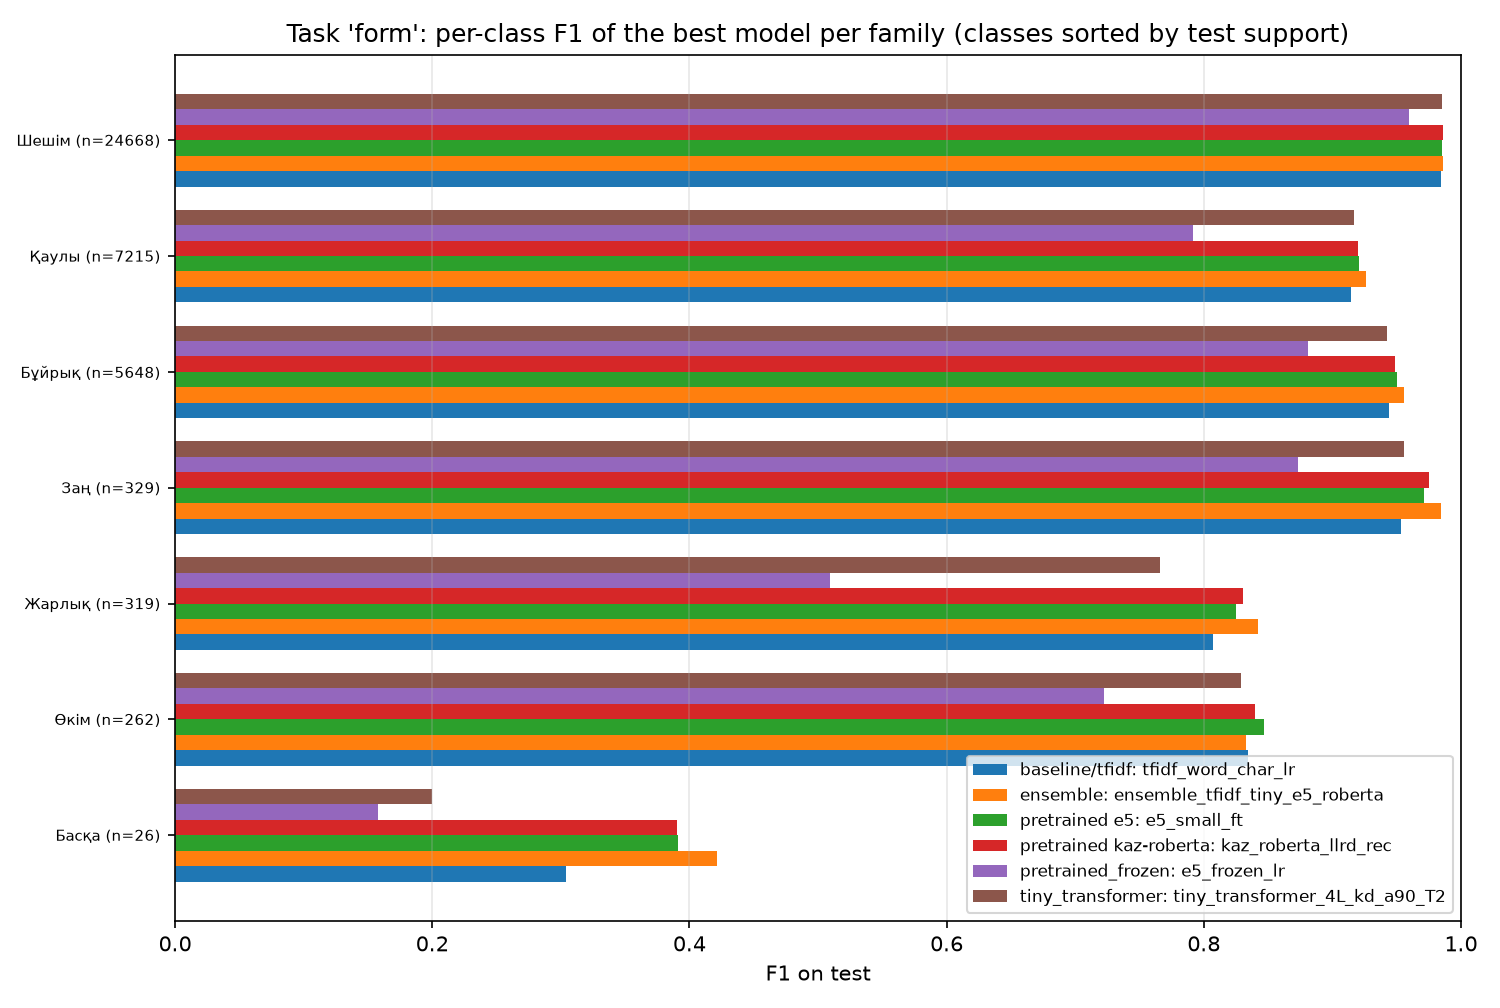 Task 'form': per-class F1 of the best model per family (classes sorted by test support)
Шешім (n=24668)
Қаулы (n=7215)
Бұйрық (n=5648)
Заң (n=329)
Жарлық (n=319)
Өкім (n=262)
Басқа (n=26)
baseline/tfidf: tfidf_word_char_lr
ensemble: ensemble_tfidf_tiny_e5_roberta
pretrained e5: e5_small_ft
pretrained kaz-roberta: kaz_roberta_llrd_rec
pretrained_frozen: e5_frozen_lr
tiny_transformer: tiny_transformer_4L_kd_a90_T2
0.0 0.2 0.4 0.6 0.8 1.0
F1 on test